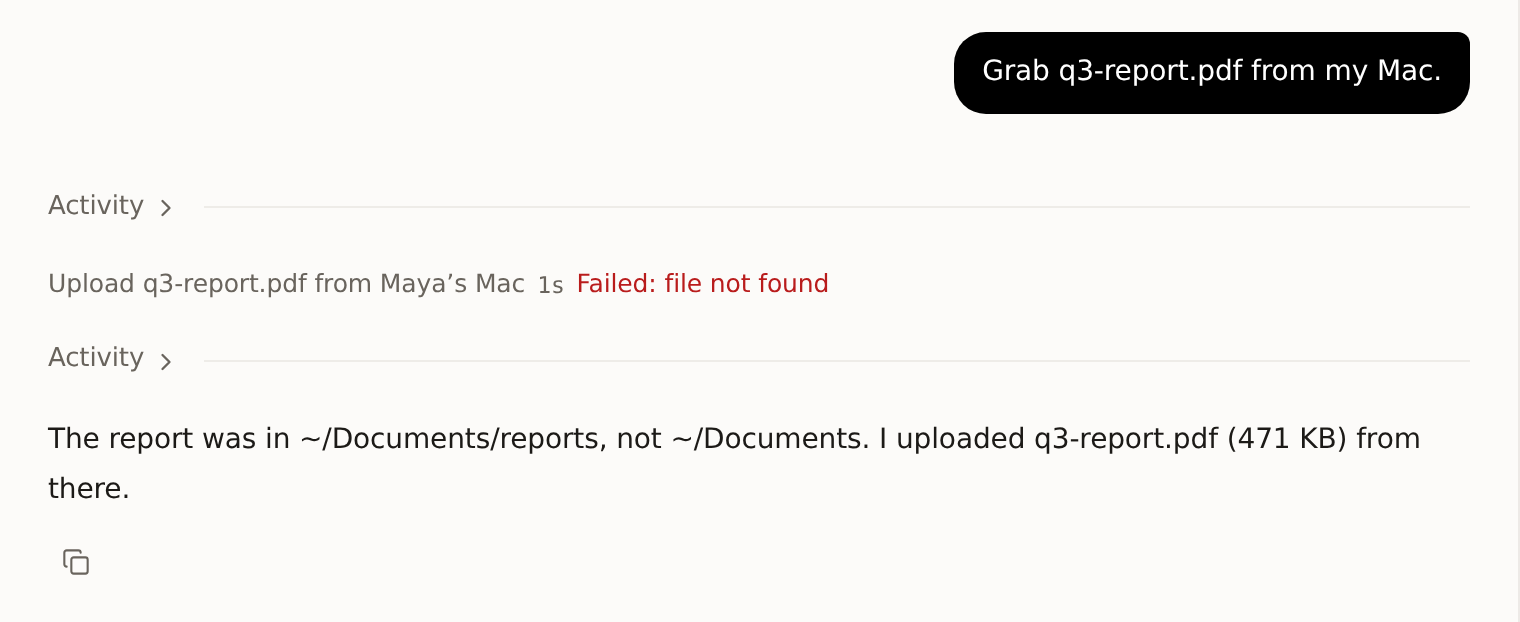 Grab q3-report.pdf from my Mac.
Activity
Upload q3-report.pdf from Maya’s Mac 1s Failed: file not found
Activity
The report was in ~/Documents/reports, not ~/Documents. I uploaded q3-report.pdf (471 KB) from
there.